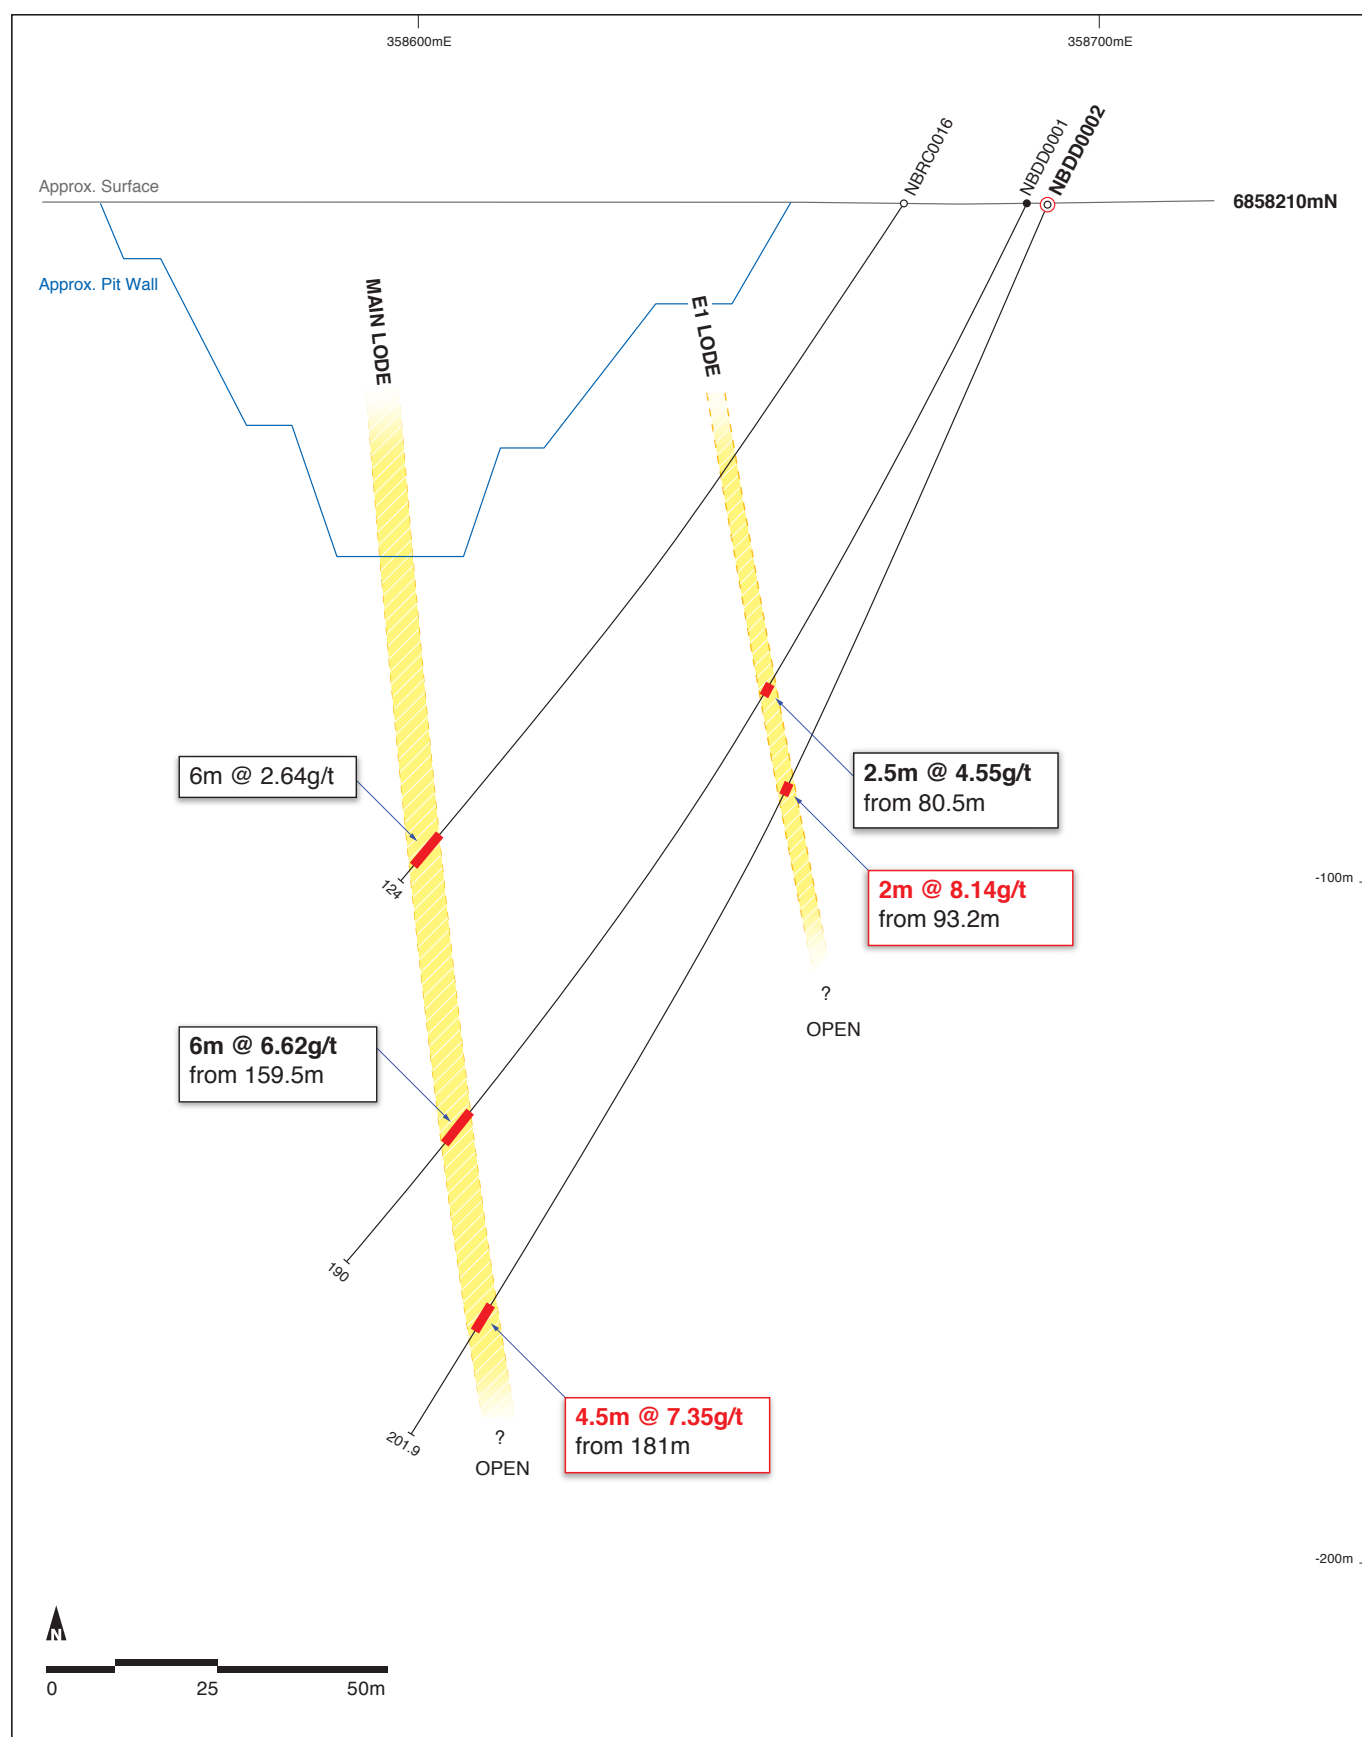 358600mE
358700mE
NBRC0016
NBDD0001
NBDD0002
Approx. Surface
6858210mN
Approx. Pit Wall
MAIN LODE
E1 LODE
6m @ 2.64g/t
2.5m @ 4.55g/t
from 80.5m
124
2m @ 8.14g/t
from 93.2m
-100m
?
OPEN
6m @ 6.62g/t
from 159.5m
190
4.5m @ 7.35g/t
from 181m
201.9
?
OPEN
-200m
N
0 25 50m